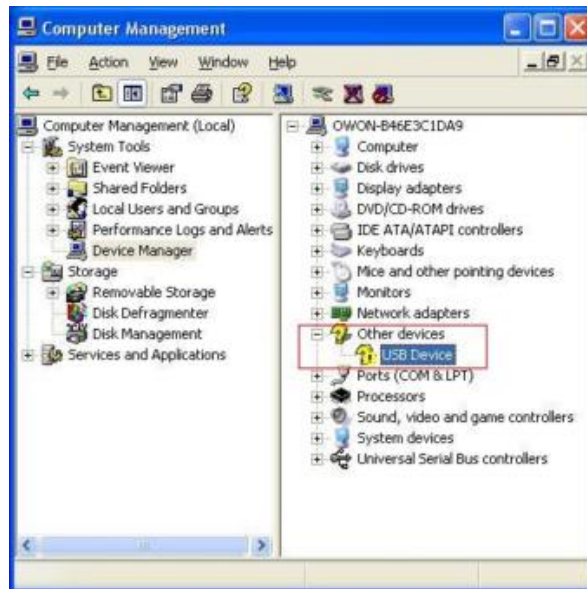 Computer Management
File Action View Window Help
Computer Management (Local)
System Tools
Event Viewer
Shared Folders
Local Users and Groups
Performance Logs and Alerts
Device Manager
Storage
Removable Storage
Disk Defragmenter
Disk Management
Services and Applications
OWON-B46E3C1DA9
Computer
Disk drives
Display adapters
DVD/CD-ROM drives
IDE ATA/ATAPI controllers
Keyboards
Mice and other pointing devices
Monitors
Network adapters
Other devices
USB Device
Ports (COM & LPT)
Processors
Sound, video and game controllers
System devices
Universal Serial Bus controllers